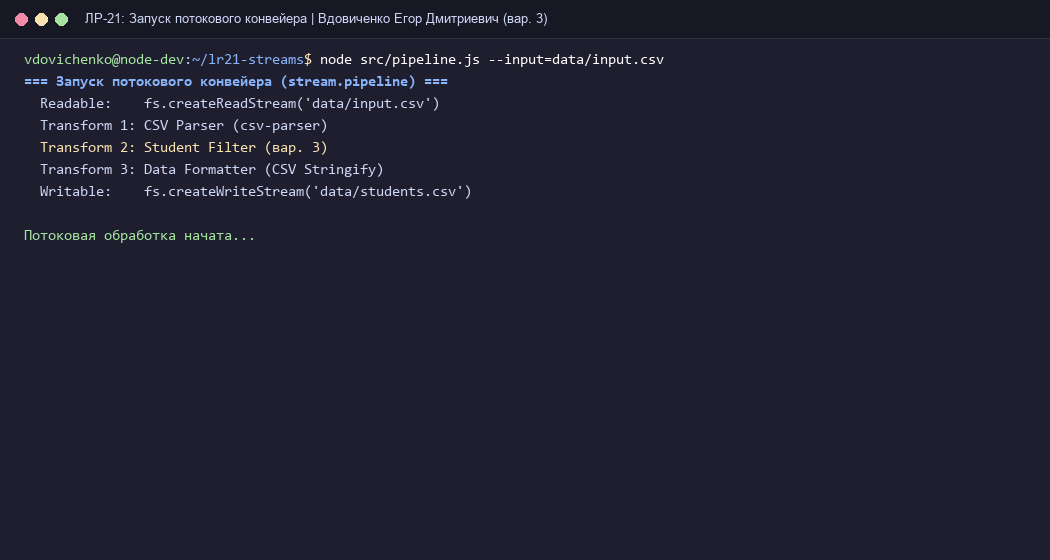 ЛР-21: Запуск потокового конвейера | Вдовиченко Егор Дмитриевич (вар. 3)
vdovichenko@node-dev:~/lr21-streams$ node src/pipeline.js --input=data/input.csv
=== Запуск потокового конвейера (stream.pipeline) ===
Readable:    fs.createReadStream('data/input.csv')
Transform 1: CSV Parser (csv-parser)
Transform 2: Student Filter (вар. 3)
Transform 3: Data Formatter (CSV Stringify)
Writable:    fs.createWriteStream('data/students.csv')
Потоковая обработка начата...